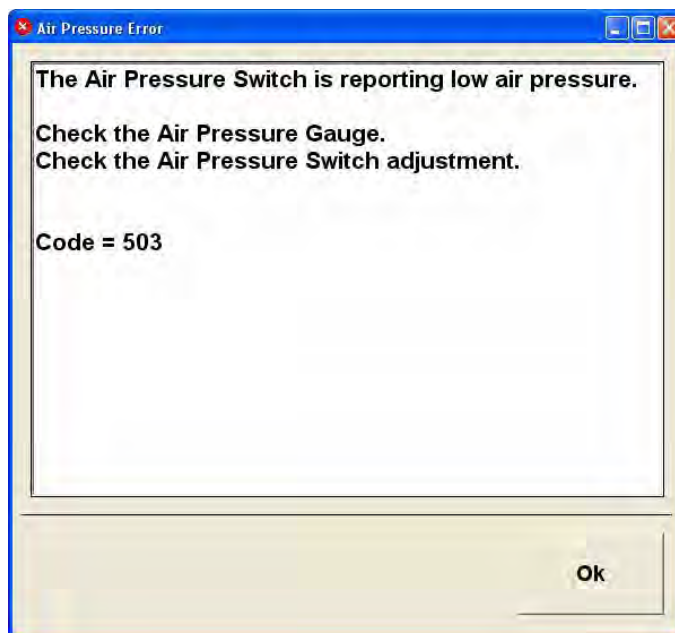 Air Pressure Error
The Air Pressure Switch is reporting low air pressure.
Check the Air Pressure Gauge.
Check the Air Pressure Switch adjustment.
Code = 503
Ok